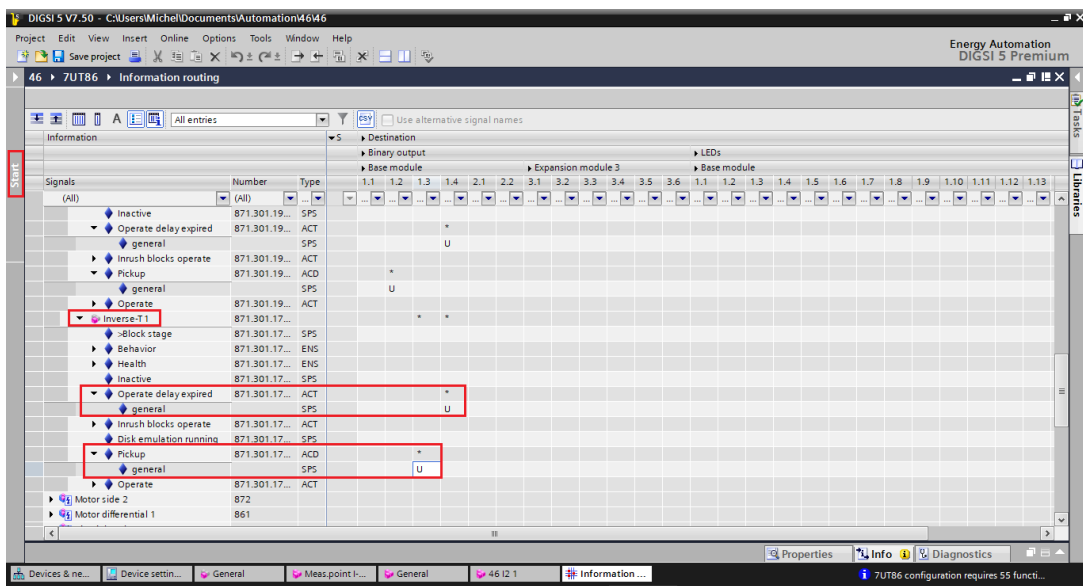 DIGSI 5 V7.50 - C:\Users\Michel\Documents\Automation\46\46
Project Edit View Insert Online Options Tools Window Help
Save project
Energy Automation
DIGSI 5 Premium
46 7UT86 Information routing
Start
Tasks
Libraries
A All entries CSV Use alternative signal names
Information S Destination
Binary output LEDs
Base module Expansion module 3 Base module
Signals Number Type 1.1 1.2 1.3 1.4 2.1 2.2 3.1 3.2 3.3 3.4 3.5 3.6 1.1 1.2 1.3 1.4 1.5 1.6 1.7 1.8 1.9 1.10 1.11 1.12 1.13
(All) (All) ... ... ... ... ... ... ... ... ... ... ... ... ... ... ... ... ... ... ... ... ... ... ... ... ... ...
Inactive 871.301.19... SPS
Operate delay expired 871.301.19... ACT *
general SPS U
Inrush blocks operate 871.301.19... ACT
Pickup 871.301.19... ACD *
general SPS U
Operate 871.301.19... ACT
Inverse-T 1 871.301.17... * *
>Block stage 871.301.17... SPS
Behavior 871.301.17... ENS
Health 871.301.17... ENS
Inactive 871.301.17... SPS
Operate delay expired 871.301.17... ACT *
general SPS U
Inrush blocks operate 871.301.17... ACT
Disk emulation running 871.301.17... SPS
Pickup 871.301.17... ACD *
general SPS U
Operate 871.301.17... ACT
Motor side 2 872
Motor differential 1 861
Properties Info Diagnostics
Devices & ne... Device settin... General Meas.point I-... General 46 I2 1 Information ... 7UT86 configuration requires 55 functi...